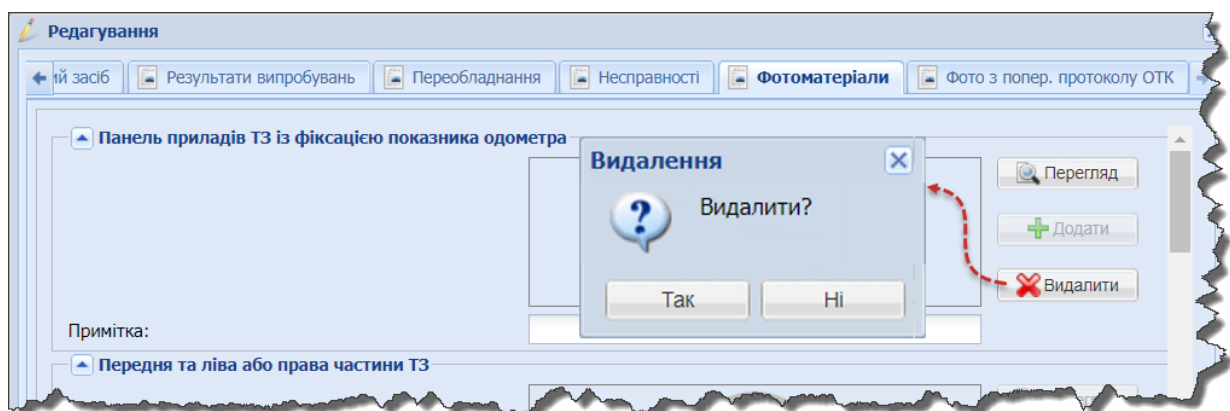 Редагування
ий засіб Результати випробувань Переобладнання Несправності Фотоматеріали Фото з попер. протоколу ОТК
Панель приладів ТЗ із фіксацією показника одометра
Видалення
Перегляд
Видалити?
Додати
Видалити
Так Ні
Примітка:
Передня та ліва або права частини ТЗ